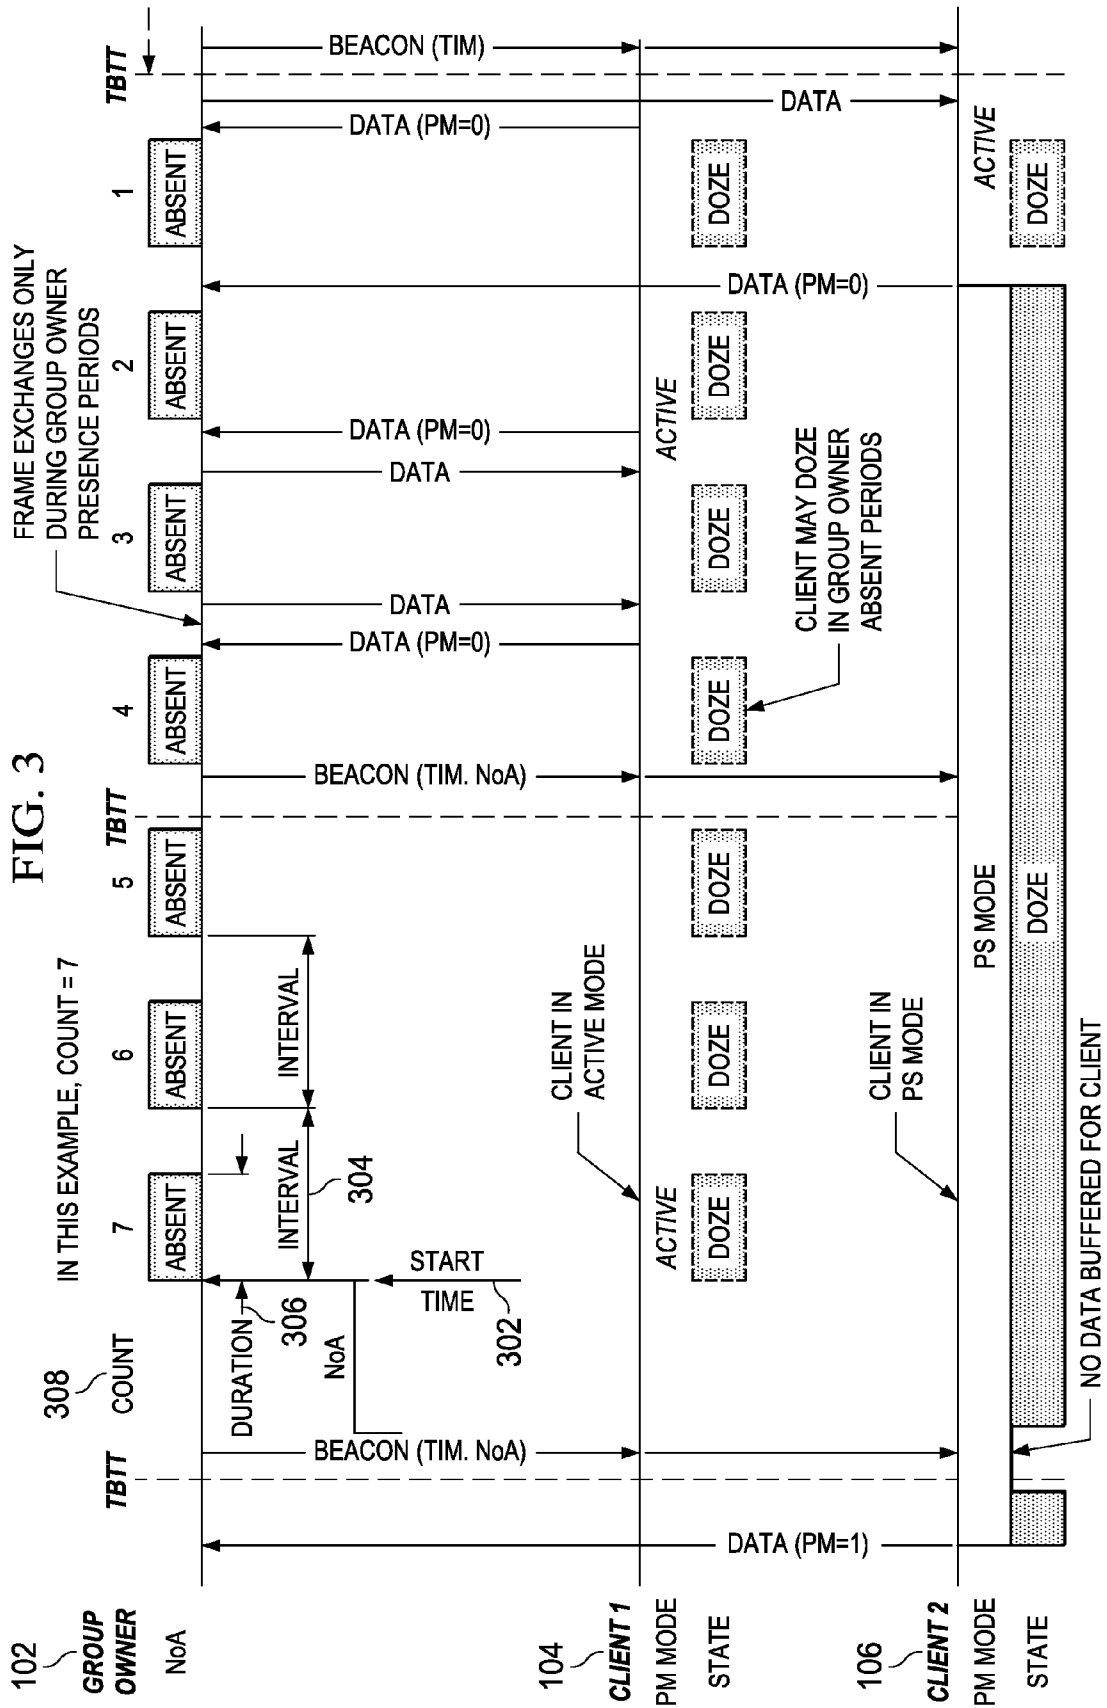 FIG. 3
102
GROUP
OWNER
NoA
308
COUNT
IN THIS EXAMPLE, COUNT = 7
FRAME EXCHANGES ONLY
DURING GROUP OWNER
PRESENCE PERIODS
TBTT
7
6
5
TBTT
4
3
2
1
TBTT
ABSENT
ABSENT
ABSENT
ABSENT
ABSENT
ABSENT
ABSENT
DURATION
306
INTERVAL
INTERVAL
304
NoA
START
TIME
302
BEACON (TIM. NoA)
BEACON (TIM. NoA)
DATA (PM=0)
DATA
DATA
DATA (PM=0)
DATA (PM=0)
BEACON (TIM)
104
CLIENT 1
CLIENT IN
ACTIVE MODE
PM MODE
ACTIVE
ACTIVE
STATE
DOZE
DOZE
DOZE
DOZE
DOZE
DOZE
DOZE
DATA (PM=1)
DATA (PM=0)
DATA
CLIENT MAY DOZE
IN GROUP OWNER
ABSENT PERIODS
106
CLIENT 2
CLIENT IN
PS MODE
PM MODE
PS MODE
ACTIVE
STATE
DOZE
DOZE
NO DATA BUFFERED FOR CLIENT